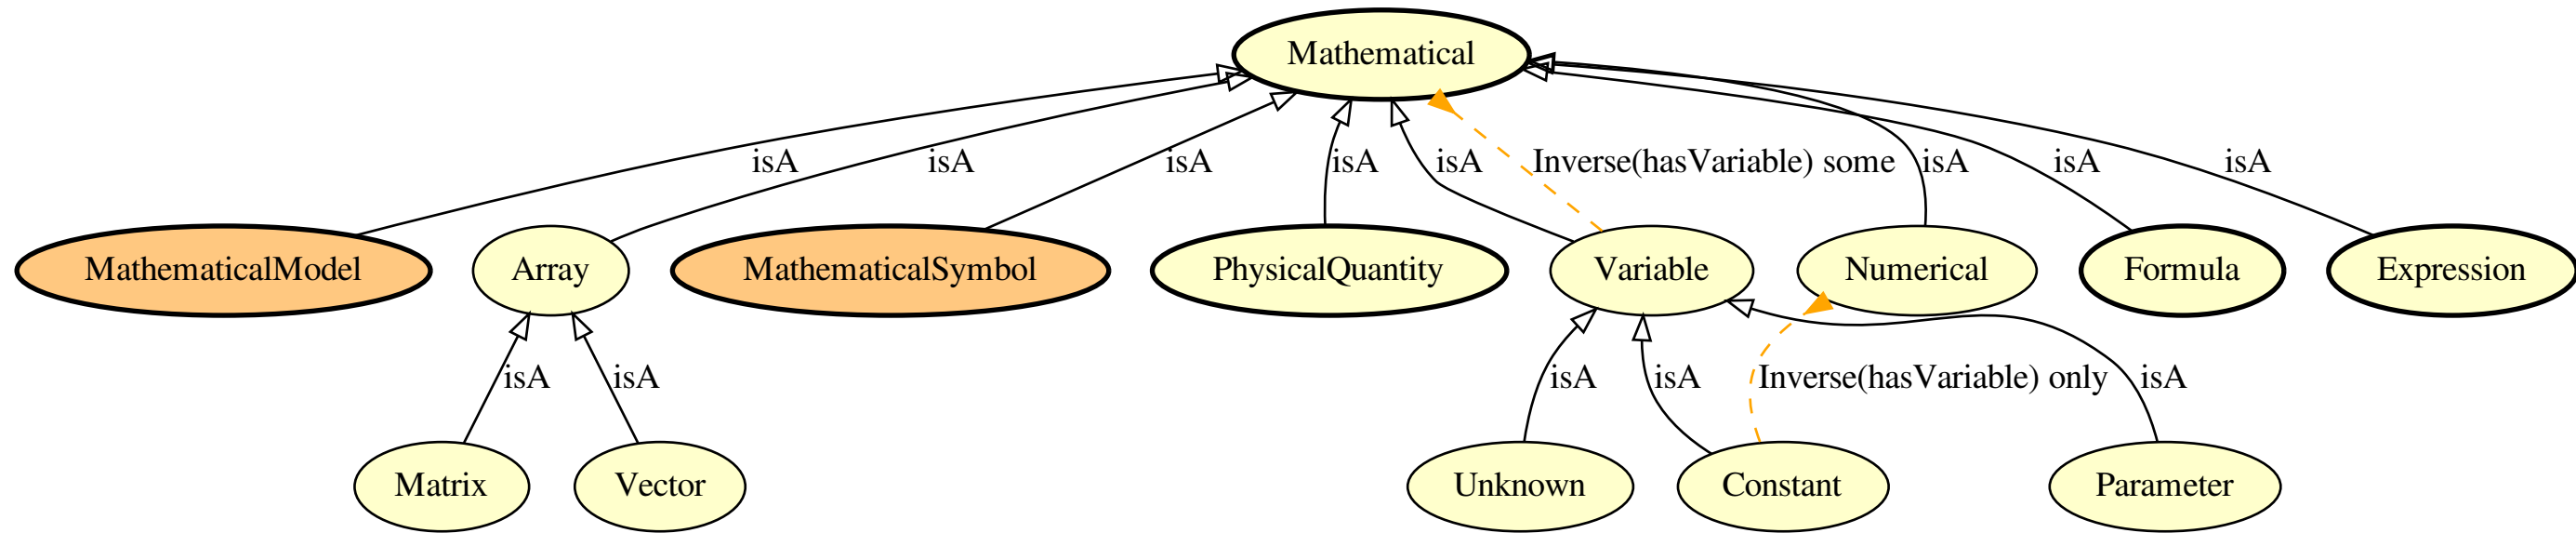 Mathematical
isA
isA
isA
isA
isA
Inverse(hasVariable) some
isA
isA
isA
MathematicalModel
Array
MathematicalSymbol
PhysicalQuantity
Variable
Numerical
Formula
Expression
isA
isA
isA
isA
Inverse(hasVariable) only
isA
Matrix
Vector
Unknown
Constant
Parameter